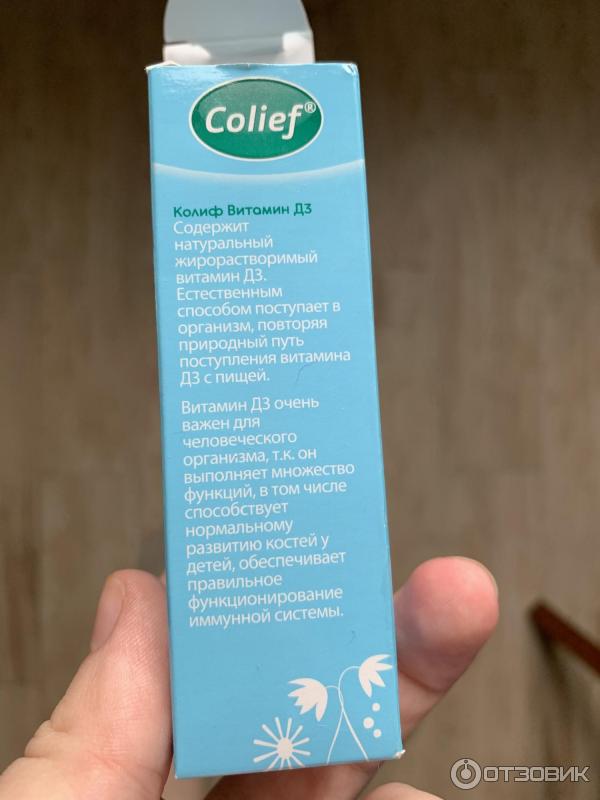 Colief®
Колиф Витамин Д3
Содержит
натуральный
жирорастворимый
витамин Д3.
Естественным
способом поступает в
организм, повторяя
природный путь
поступления витамина
Д3 с пищей.
Витамин Д3 очень
важен для
человеческого
организма, т.к. он
выполняет множество
функций, в том числе
способствует
нормальному
развитию костей у
детей, обеспечивает
правильное
функционирование
иммунной системы.
ОТЗОВИК